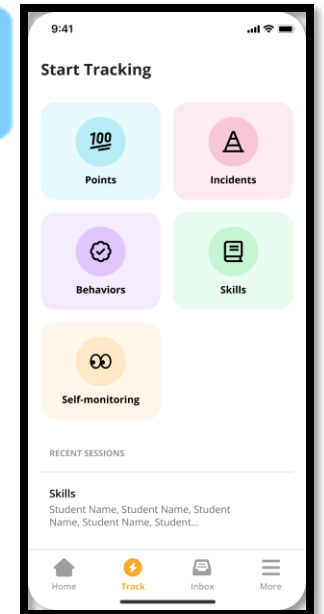 9:41
Start Tracking
100
Points
Incidents
Behaviors
Skills
Self-monitoring
RECENT SESSIONS
Skills
Student Name, Student Name, Student
Name, Student Name, Student...
Home
Track
Inbox
More